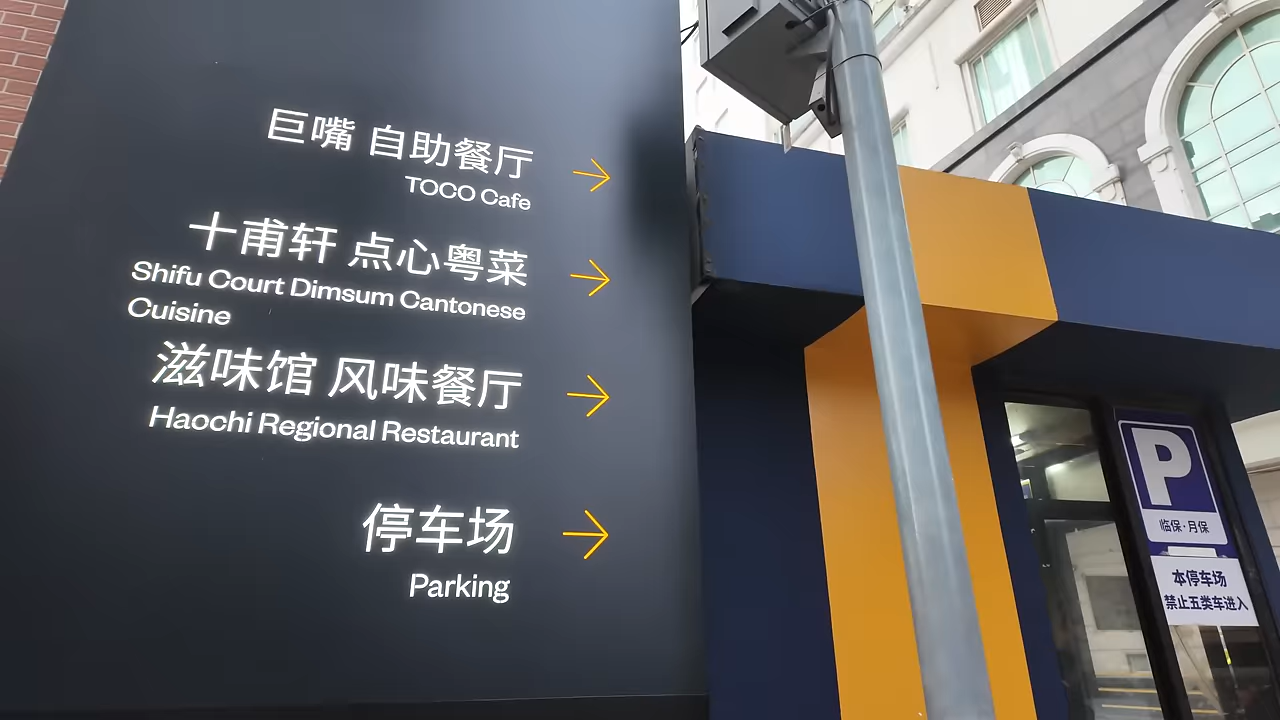 巨嘴 自助餐厅
TOCO Cafe
十甫轩 点心粤菜
Shifu Court Dimsum Cantonese
Cuisine
滋味馆 风味餐厅
Haochi Regional Restaurant
停车场
Parking
P
临保·月保
本停车场
禁止五类车进入